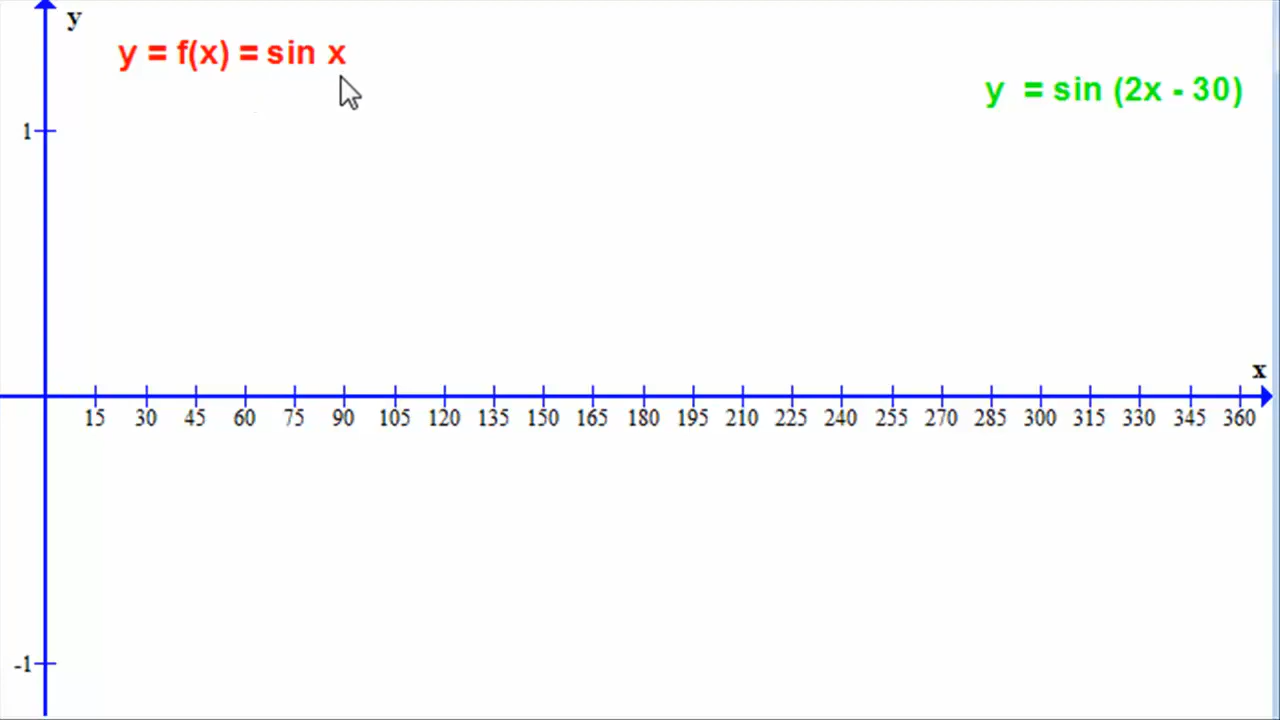 y
y = f(x) = sin x
y = sin (2x - 30)
1
x
15 30 45 60 75 90 105 120 135 150 165 180 195 210 225 240 255 270 285 300 315 330 345 360
-1